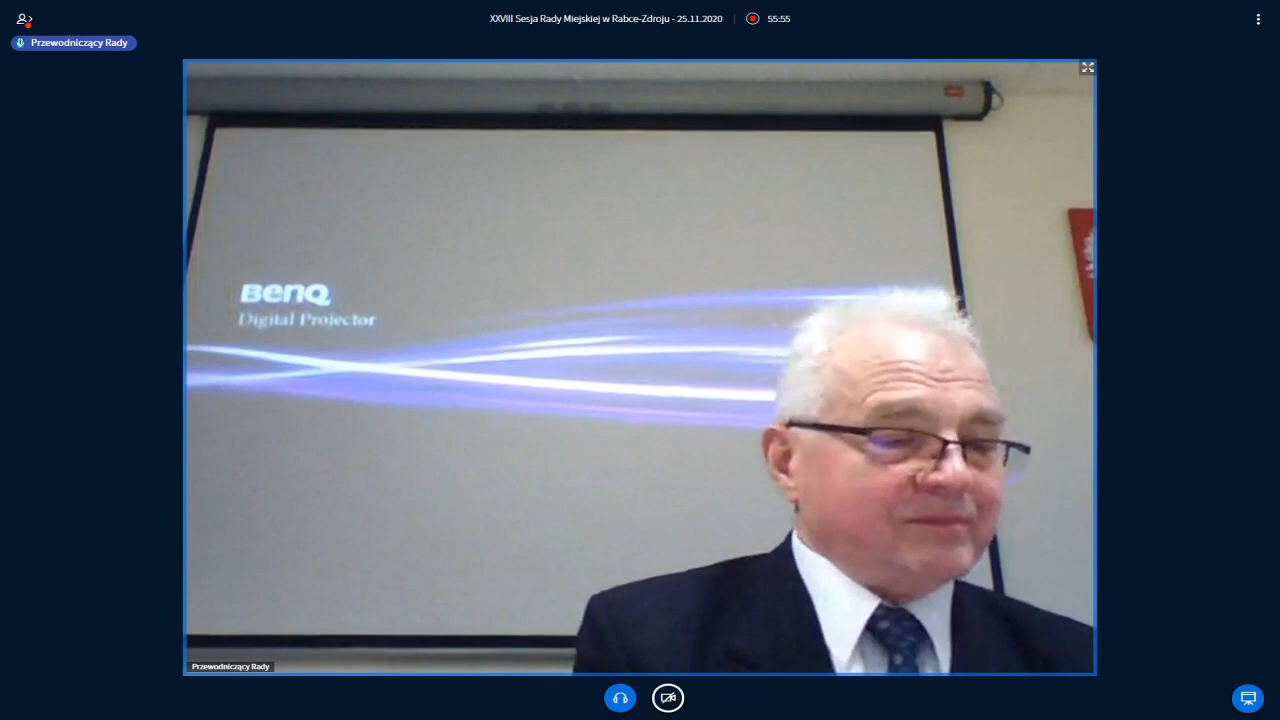 XXVIII Sesja Rady Miejskiej w Rabce-Zdroju - 25.11.2020
55:55
Przewodniczący Rady
BenQ
Digital Projector
Przewodniczący Rady